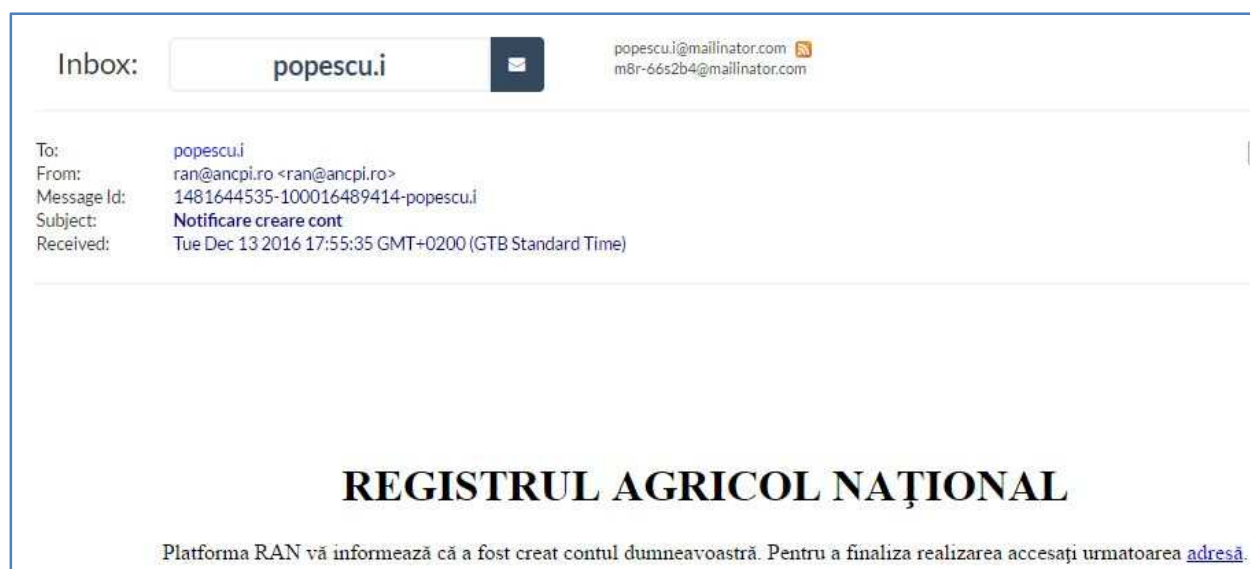 Inbox: popescu.i
popescu.i@mailinator.com
m8r-66s2b4@mailinator.com
To: popescu.i
From: ran@ancpi.ro <ran@ancpi.ro>
Message Id: 1481644535-100016489414-popescu.i
Subject: Notificare creare cont
Received: Tue Dec 13 2016 17:55:35 GMT+0200 (GTB Standard Time)
REGISTRUL AGRICOL NAŢIONAL
Platforma RAN vă informează că a fost creat contul dumneavoastră. Pentru a finaliza realizarea accesaţi urmatoarea adresă.